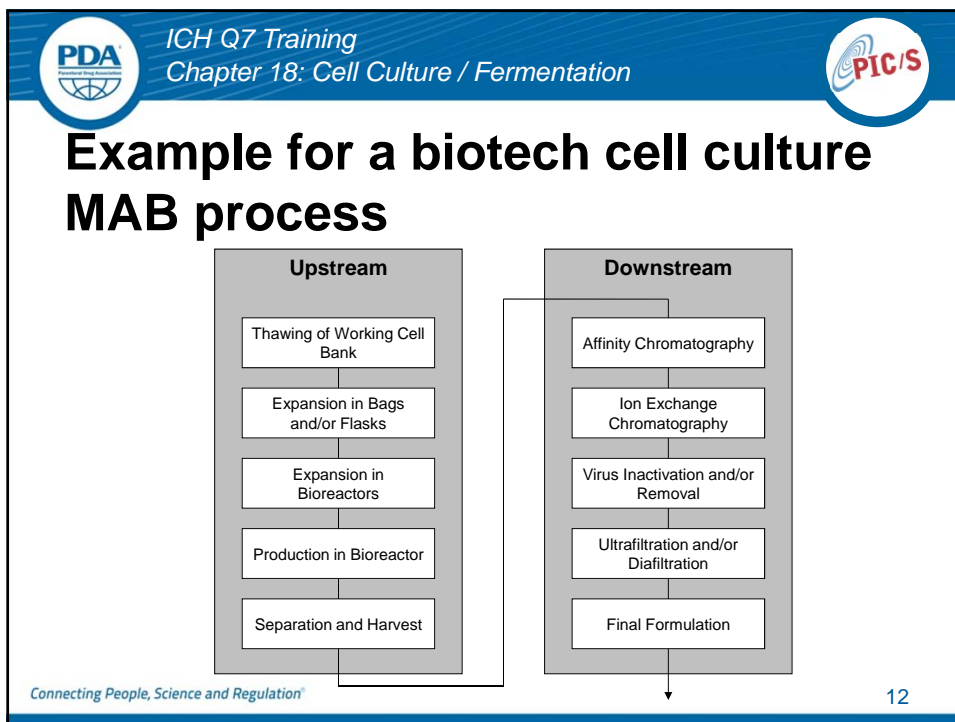 PDA
Parenteral Drug Association
ICH Q7 Training
Chapter 18: Cell Culture / Fermentation
PIC/S
Example for a biotech cell culture
MAB process
Upstream
Thawing of Working Cell
Bank
Expansion in Bags
and/or Flasks
Expansion in
Bioreactors
Production in Bioreactor
Separation and Harvest
Downstream
Affinity Chromatography
Ion Exchange
Chromatography
Virus Inactivation and/or
Removal
Ultrafiltration and/or
Diafiltration
Final Formulation
Connecting People, Science and Regulation®
12